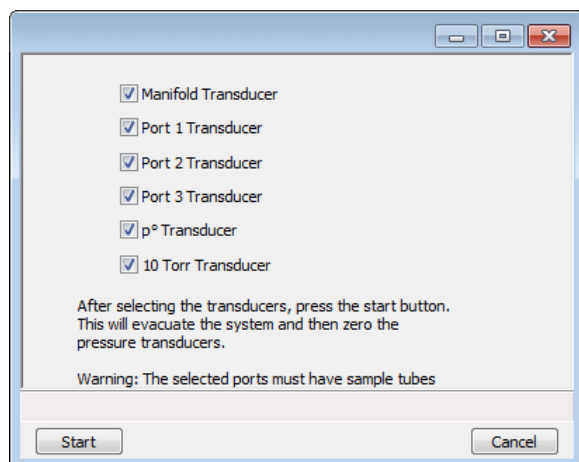 Manifold Transducer
Port 1 Transducer
Port 2 Transducer
Port 3 Transducer
p° Transducer
10 Torr Transducer
After selecting the transducers, press the start button.
This will evacuate the system and then zero the
pressure transducers.
Warning: The selected ports must have sample tubes
Start
Cancel